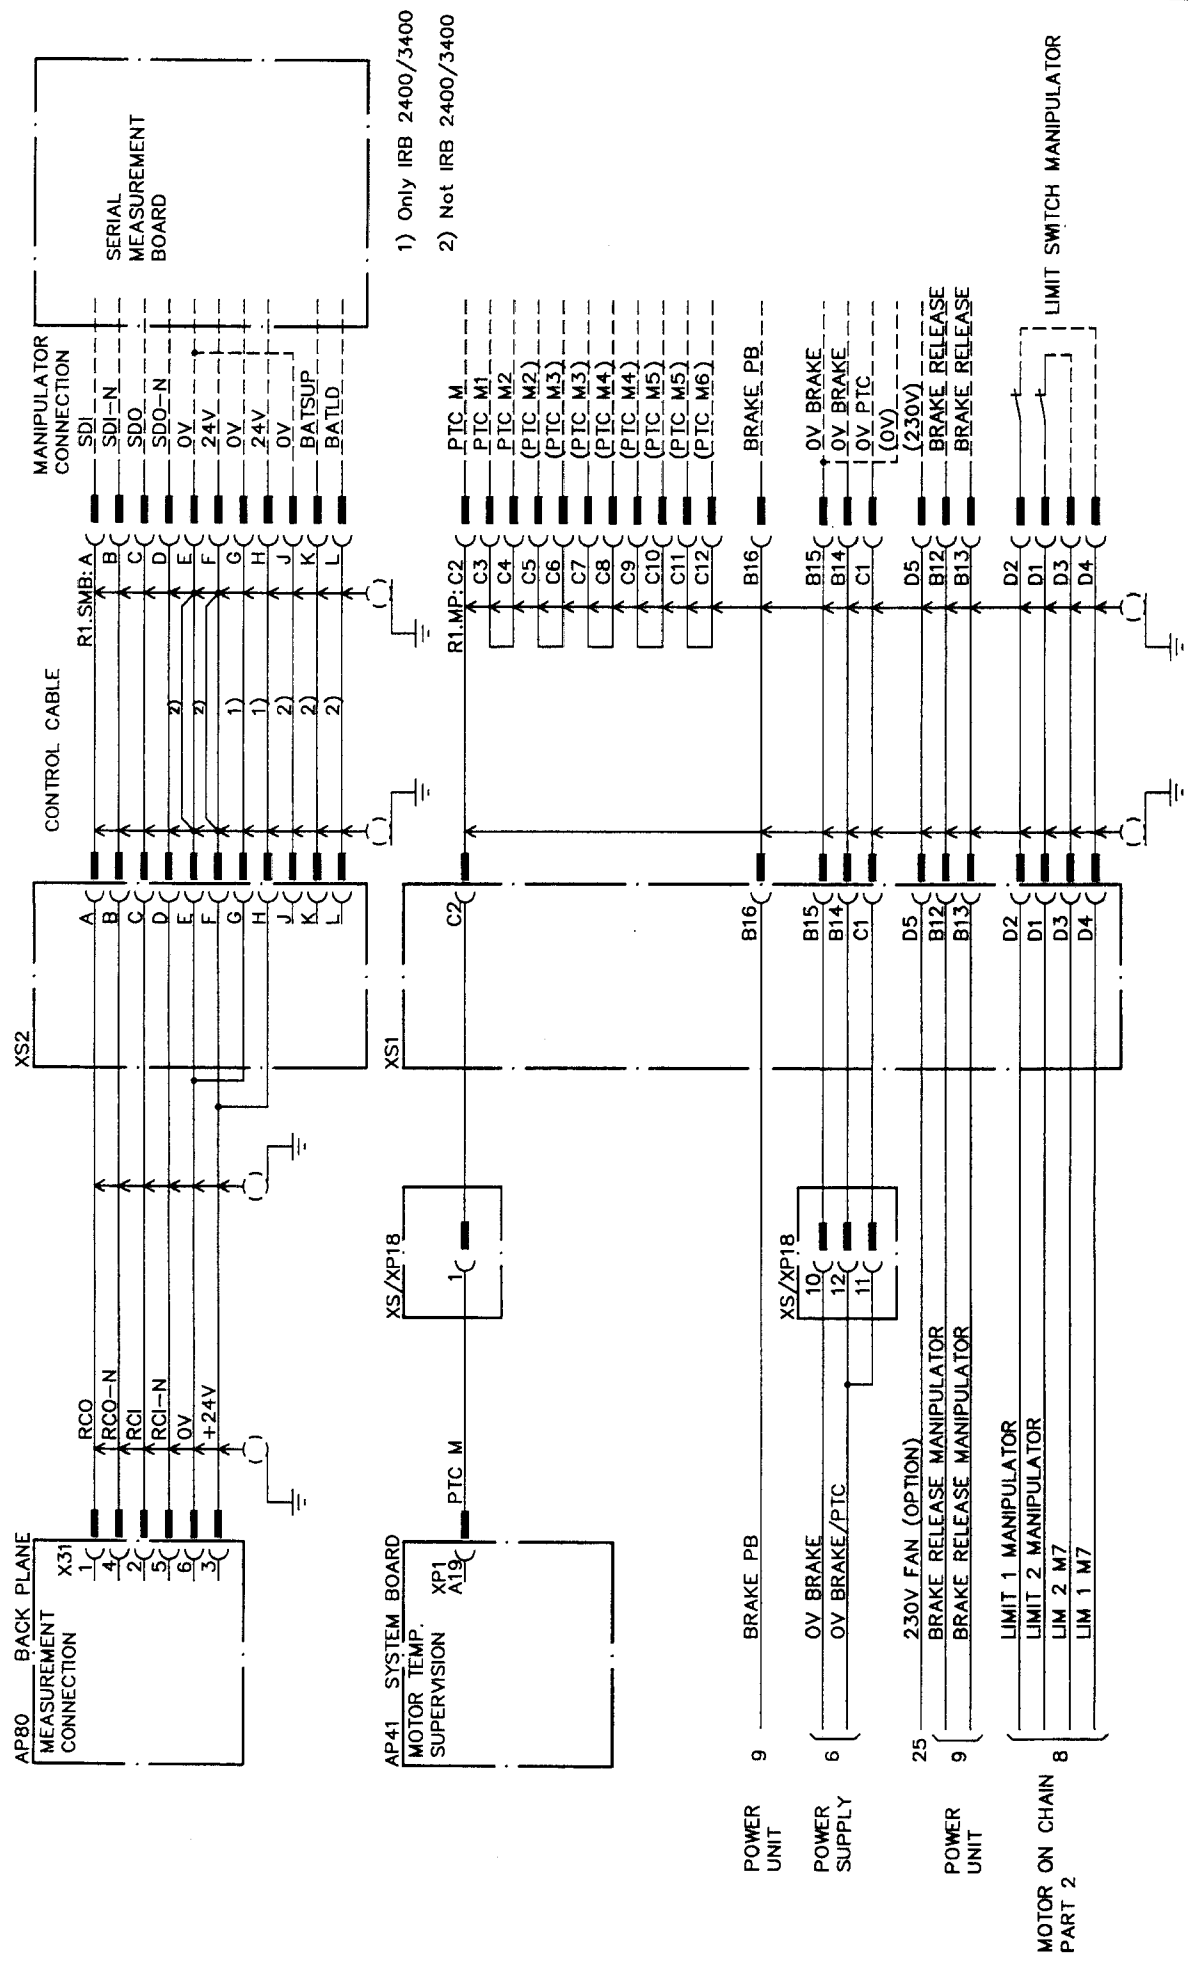 AP80 BACK PLANE
MEASUREMENT
CONNECTION
X31
1
4
2
5
6
3
RCO
RCO-N
RCI
RCI-N
0V
+24V
XS2
A
B
C
D
E
F
G
H
J
K
L
CONTROL CABLE
2)
2)
1)
1)
2)
2)
2)
R1.SMB: A
B
C
D
E
F
G
H
J
K
L
MANIPULATOR
CONNECTION
SDI
SDI-N
SDO
SDO-N
0V
24V
0V
24V
0V
BATSUP
BATLD
SERIAL
MEASUREMENT
BOARD
1) Only IRB 2400/3400
2) Not IRB 2400/3400
AP41 SYSTEM BOARD
MOTOR TEMP.
SUPERVISION
XP1
A19
PTC M
XS/XP18
1
XS1
C2
R1.MP: C2
C3
C4
C5
C6
C7
C8
C9
C10
C11
C12
PTC M
PTC M1
PTC M2
(PTC M2)
(PTC M3)
(PTC M3)
(PTC M4)
(PTC M4)
(PTC M5)
(PTC M5)
(PTC M6)
POWER
UNIT
9
BRAKE PB
B16
B16
BRAKE PB
POWER
SUPPLY
6
0V BRAKE
0V BRAKE/PTC
XS/XP18
10
12
11
B15
B14
C1
B15
B14
C1
0V BRAKE
0V BRAKE
0V PTC
(0V)
25
230V FAN (OPTION)
D5
D5
(230V)
POWER
UNIT
9
BRAKE RELEASE MANIPULATOR
BRAKE RELEASE MANIPULATOR
B12
B13
B12
B13
BRAKE RELEASE
BRAKE RELEASE
MOTOR ON CHAIN
PART 2
8
LIMIT 1 MANIPULATOR
LIMIT 2 MANIPULATOR
LIM 2 M7
LIM 1 M7
D2
D1
D3
D4
D2
D1
D3
D4
LIMIT SWITCH MANIPULATOR